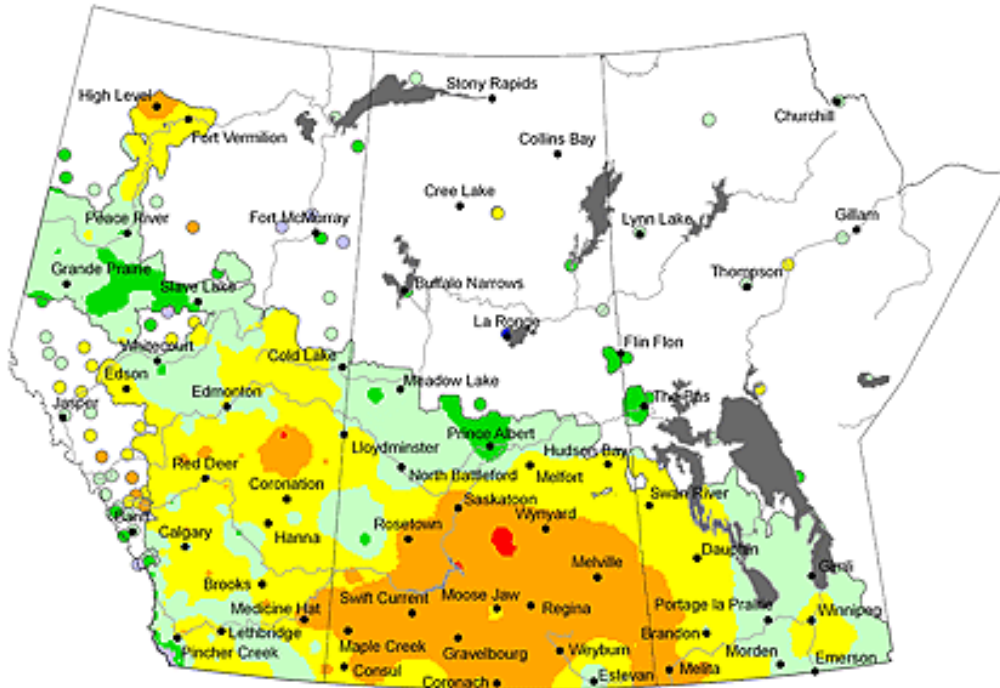 Stony Rapids
High Level
Churchill
Fort Vermilion
Collins Bay
Cree Lake
Peace River
Fort McMurray
Lynn Lake
Gillam
Grande Prairie
Thompson
Slave Lake
Buffalo Narrows
La Ronge
Flin Flon
Whitecourt
Cold Lake
Edson
Meadow Lake
Edmonton
The Pas
Jasper
Prince Albert
Lloydminster
Hudson Bay
Red Deer
North Battleford
Melfort
Coronation
Swan River
Saskatoon
Banff
Wynyard
Rosetown
Calgary
Hanna
Dauphin
Melville
Gimli
Brooks
Swift Current
Moose Jaw
Medicine Hat
Regina
Portage la Prairie
Winnipeg
Lethbridge
Brandon
Maple Creek
Pincher Creek
Gravelbourg
Wryburn
Morden
Emerson
Consul
Melita
Estevan
Coronach